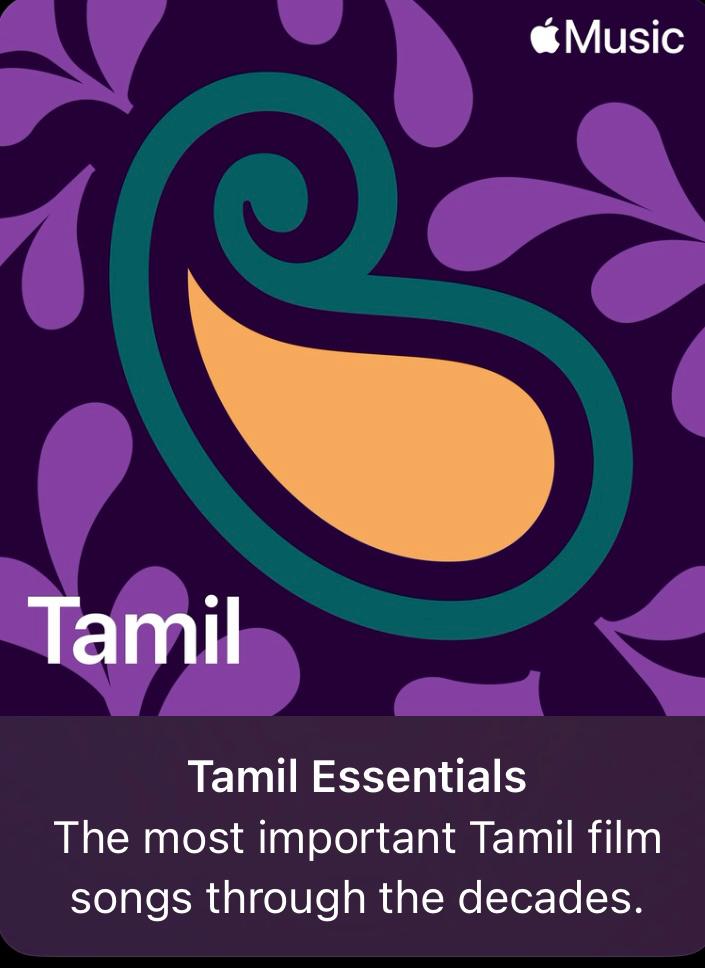 Music
Tamil
Tamil Essentials
The most important Tamil film
songs through the decades.